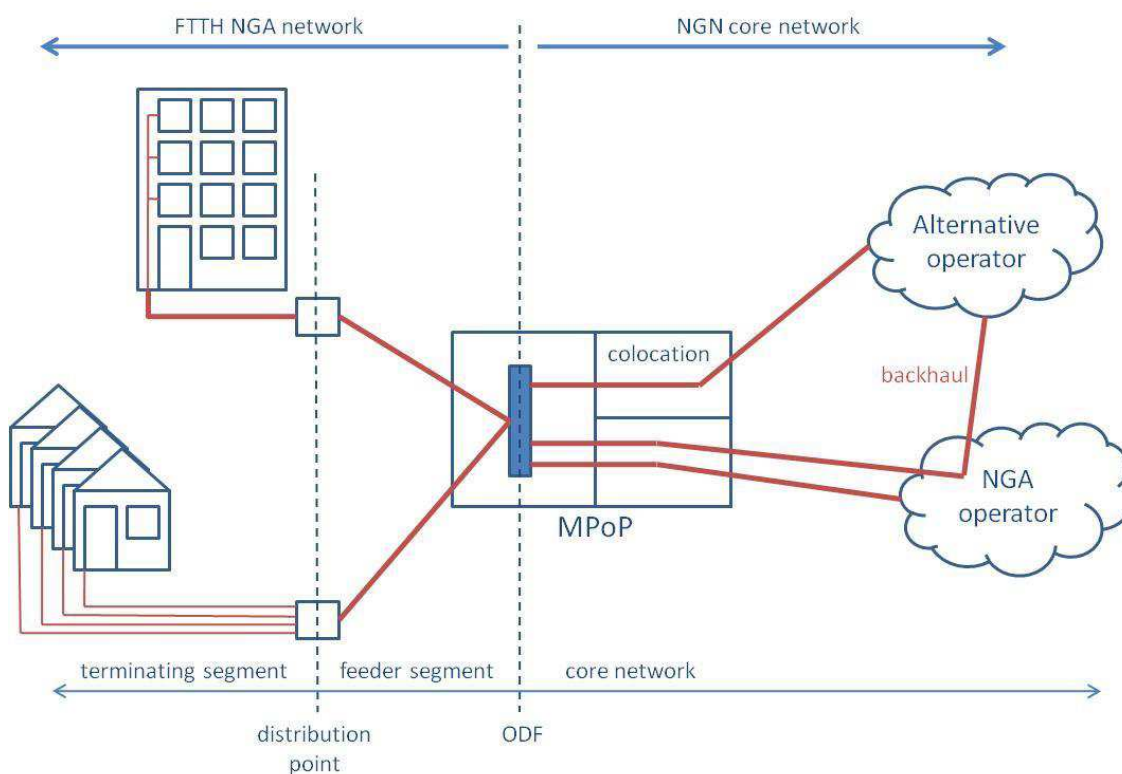 FTTH NGA network
NGN core network
Alternative
operator
colocation
backhaul
NGA
operator
MPoP
terminating segment
feeder segment
core network
distribution
point
ODF